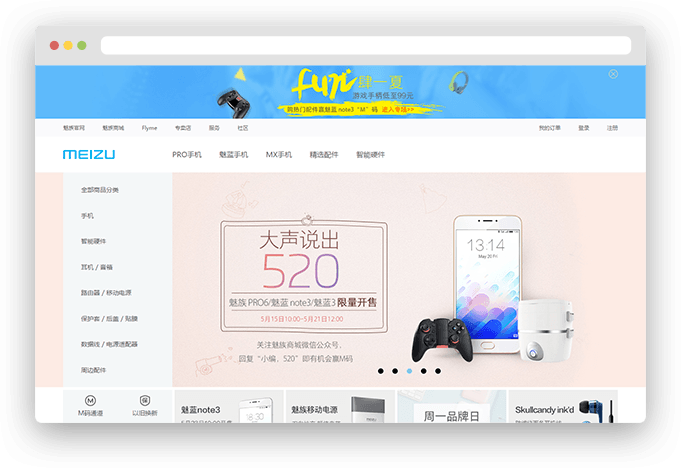 fun 肆一夏
游戏手柄低至99元
购热门配件赢魅蓝 note3 “M” 码 进入专题>>
魅族官网 魅族商城 Flyme 专卖店 服务 社区 我的订单 登录 注册
MEIZU PRO手机 魅蓝手机 MX手机 精选配件 智能硬件
全部商品分类
手机
智能硬件
耳机 / 音箱
路由器 / 移动电源
保护套 / 后盖 / 贴膜
数据线 / 电源适配器
周边配件
大声说出
520
魅族 PRO6/魅蓝 note3/魅蓝3 限量开售
5月15日10:00~5月21日12:00
关注魅族商城微信公众号,
回复“小编、520”即有机会赢M码
13:14
May 20 Fri
M码通道 以旧换新
魅蓝note3 魅族移动电源 周一品牌日 Skullcandy ink'd